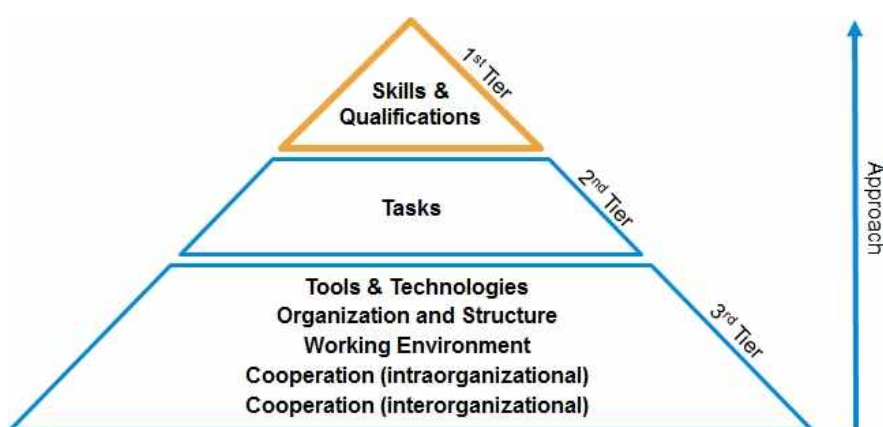 1st Tier
Skills &
Qualifications
2nd Tier
Tasks
3rd Tier
Tools & Technologies
Organization and Structure
Working Environment
Cooperation (intraorganizational)
Cooperation (interorganizational)
Approach